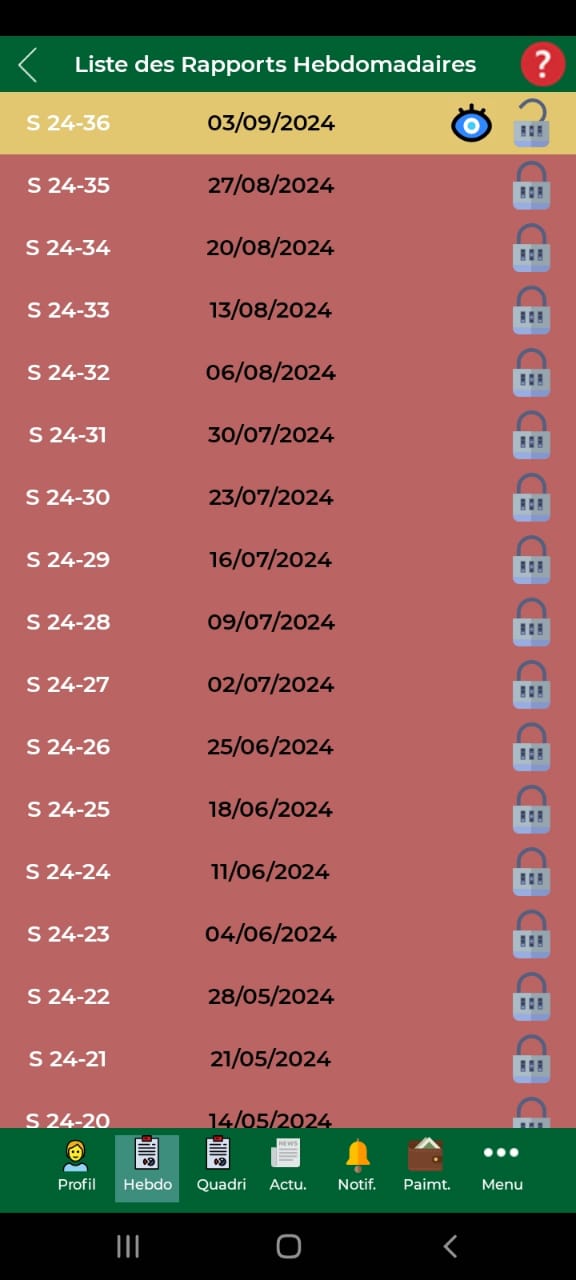 Liste des Rapports Hebdomadaires ?
S 24-36 03/09/2024
S 24-35 27/08/2024
S 24-34 20/08/2024
S 24-33 13/08/2024
S 24-32 06/08/2024
S 24-31 30/07/2024
S 24-30 23/07/2024
S 24-29 16/07/2024
S 24-28 09/07/2024
S 24-27 02/07/2024
S 24-26 25/06/2024
S 24-25 18/06/2024
S 24-24 11/06/2024
S 24-23 04/06/2024
S 24-22 28/05/2024
S 24-21 21/05/2024
S 24-20 14/05/2024
NEWS
Profil Hebdo Quadri Actu. Notif. Paimt. Menu